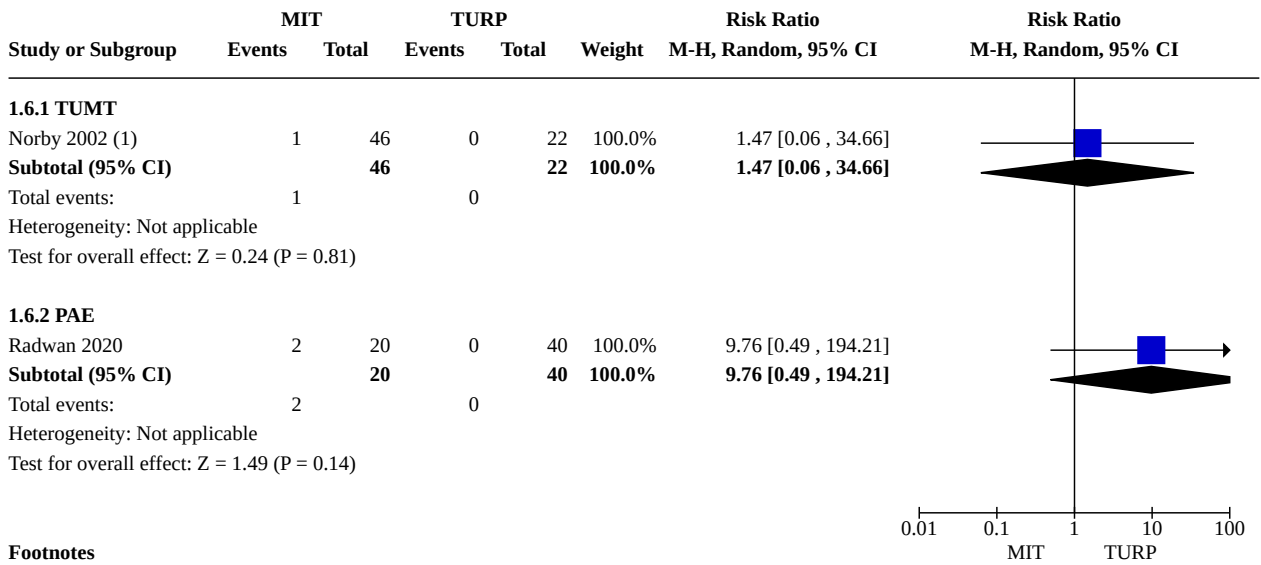 MIT TURP Risk Ratio Risk Ratio
Study or Subgroup Events Total Events Total Weight M-H, Random, 95% CI M-H, Random, 95% CI
1.6.1 TUMT
Norby 2002 (1) 1 46 0 22 100.0% 1.47 [0.06 , 34.66]
Subtotal (95% CI) 46 22 100.0% 1.47 [0.06 , 34.66]
Total events: 1 0
Heterogeneity: Not applicable
Test for overall effect: Z = 0.24 (P = 0.81)
1.6.2 PAE
Radwan 2020 2 20 0 40 100.0% 9.76 [0.49 , 194.21]
Subtotal (95% CI) 20 40 100.0% 9.76 [0.49 , 194.21]
Total events: 2 0
Heterogeneity: Not applicable
Test for overall effect: Z = 1.49 (P = 0.14)
0.01 0.1 1 10 100
Footnotes MIT TURP